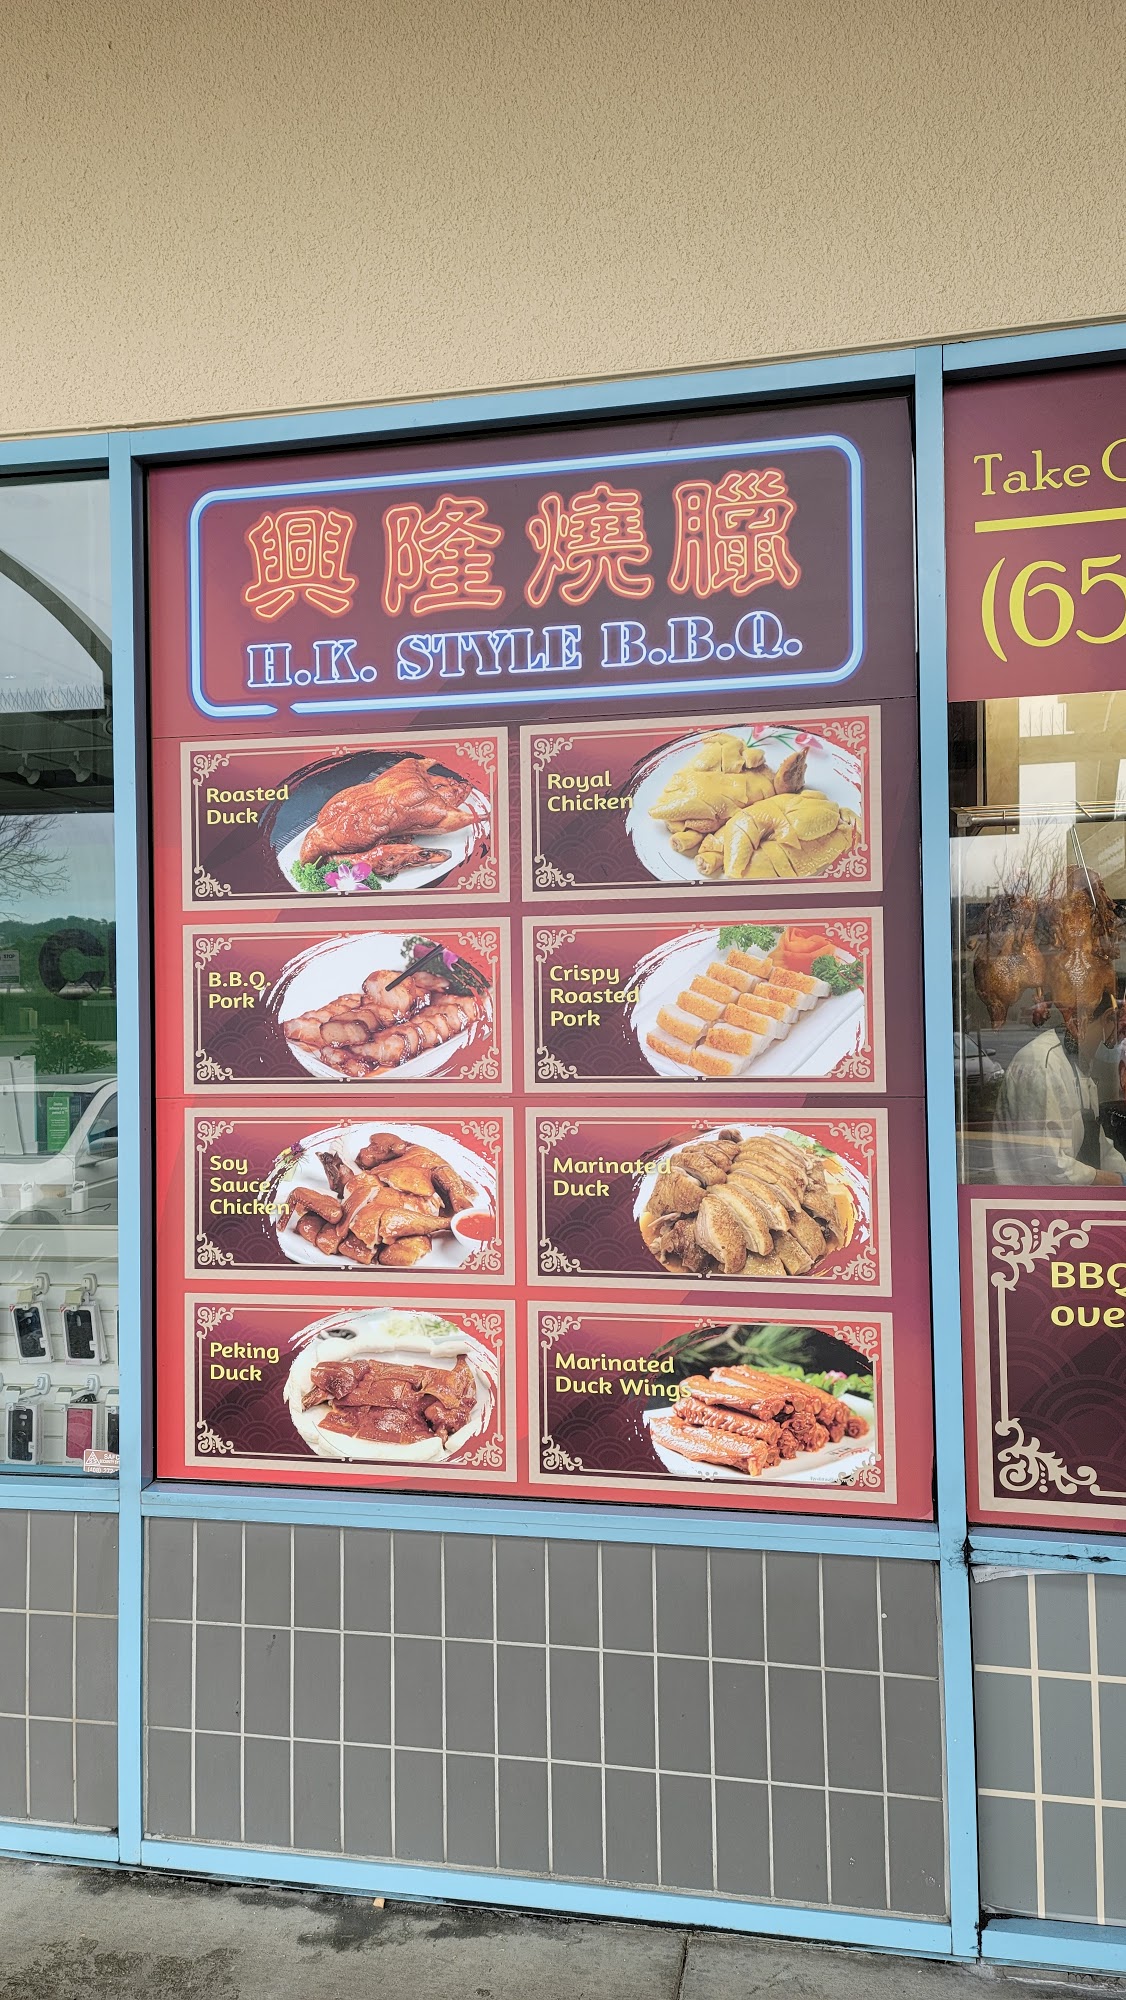 興隆燒臘
H.K. STYLE B.B.Q.
Roasted
Duck
Royal
Chicken
B.B.Q.
Pork
Crispy
Roasted
Pork
Soy
Sauce
Chicken
Marinated
Duck
Peking
Duck
Marinated
Duck Wings
Take
(65
BBQ
ove